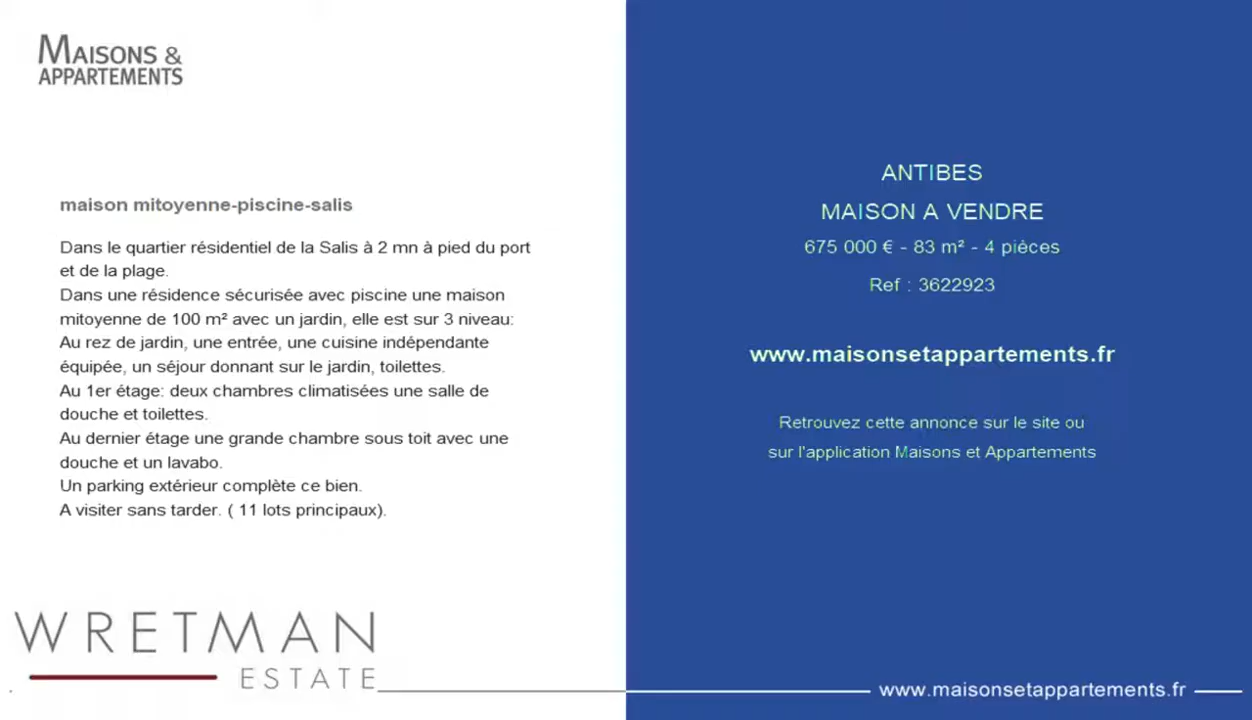 MAISONS &
APPARTEMENTS
maison mitoyenne-piscine-salis
Dans le quartier résidentiel de la Salis à 2 mn à pied du port
et de la plage.
Dans une résidence sécurisée avec piscine une maison
mitoyenne de 100 m² avec un jardin, elle est sur 3 niveau:
Au rez de jardin, une entrée, une cuisine indépendante
équipée, un séjour donnant sur le jardin, toilettes.
Au 1er étage: deux chambres climatisées une salle de
douche et toilettes.
Au dernier étage une grande chambre sous toit avec une
douche et un lavabo.
Un parking extérieur complète ce bien.
A visiter sans tarder. ( 11 lots principaux).
WRETMAN
ESTATE
ANTIBES
MAISON A VENDRE
675 000 € - 83 m² - 4 pièces
Ref : 3622923
www.maisonsetappartements.fr
Retrouvez cette annonce sur le site ou
sur l'application Maisons et Appartements
www.maisonsetappartements.fr